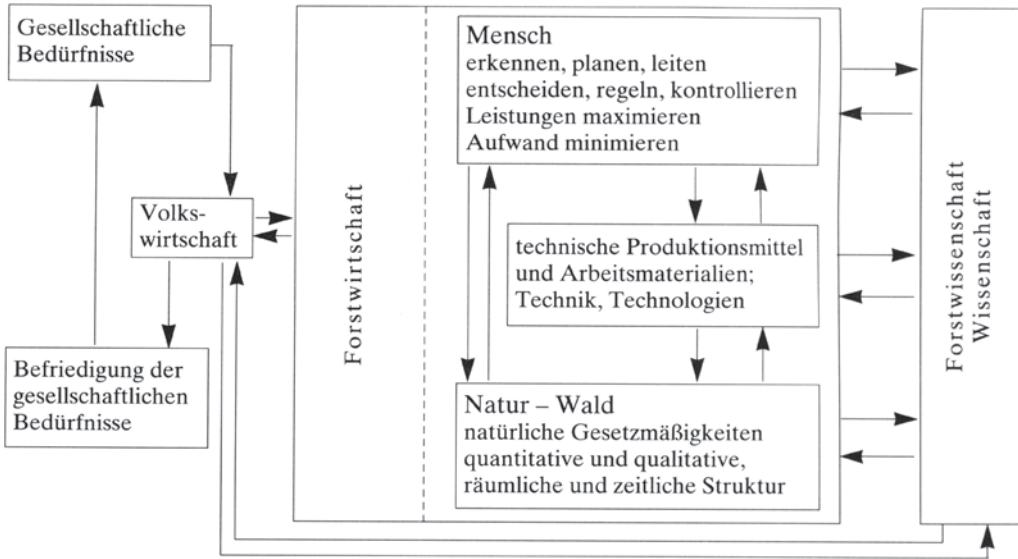 Gesellschaftliche
Bedürfnisse
Volks-
wirtschaft
Befriedigung der
gesellschaftlichen
Bedürfnisse
Forstwirtschaft
Mensch
erkennen, planen, leiten
entscheiden, regeln, kontrollieren
Leistungen maximieren
Aufwand minimieren
technische Produktionsmittel
und Arbeitsmaterialien;
Technik, Technologien
Natur – Wald
natürliche Gesetzmäßigkeiten
quantitative und qualitative,
räumliche und zeitliche Struktur
Forstwissenschaft
Wissenschaft